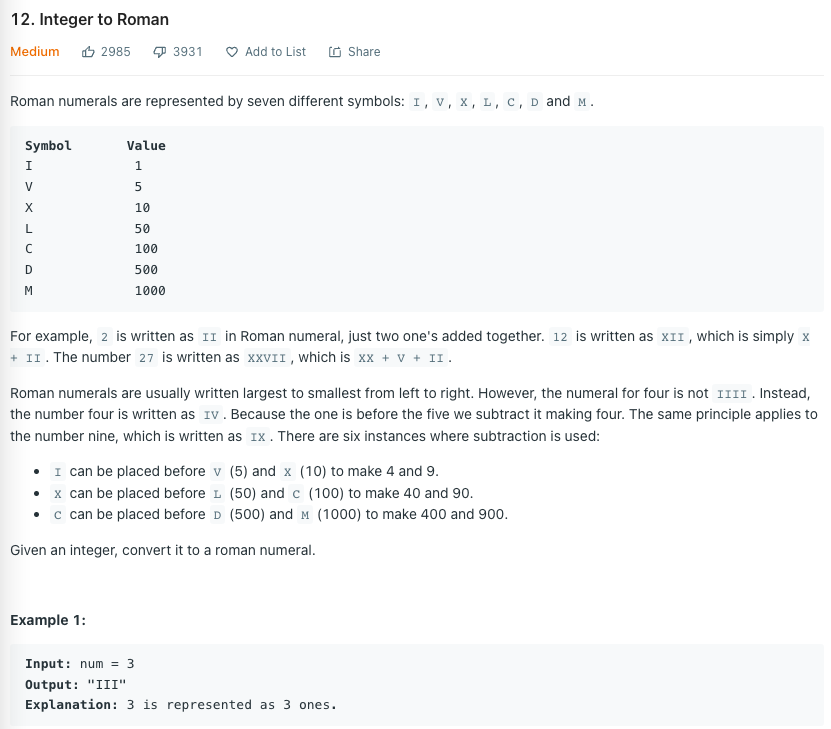 12. Integer to Roman
Medium 2985 3931 Add to List Share
Roman numerals are represented by seven different symbols: I, V, X, L, C, D and M.
Symbol Value
I 1
V 5
X 10
L 50
C 100
D 500
M 1000
For example, 2 is written as II in Roman numeral, just two one's added together. 12 is written as XII, which is simply X
+ II. The number 27 is written as XXVII, which is XX + V + II.
Roman numerals are usually written largest to smallest from left to right. However, the numeral for four is not IIII. Instead,
the number four is written as IV. Because the one is before the five we subtract it making four. The same principle applies to
the number nine, which is written as IX. There are six instances where subtraction is used:
• I can be placed before V (5) and X (10) to make 4 and 9.
• X can be placed before L (50) and C (100) to make 40 and 90.
• C can be placed before D (500) and M (1000) to make 400 and 900.
Given an integer, convert it to a roman numeral.
Example 1:
Input: num = 3
Output: "III"
Explanation: 3 is represented as 3 ones.